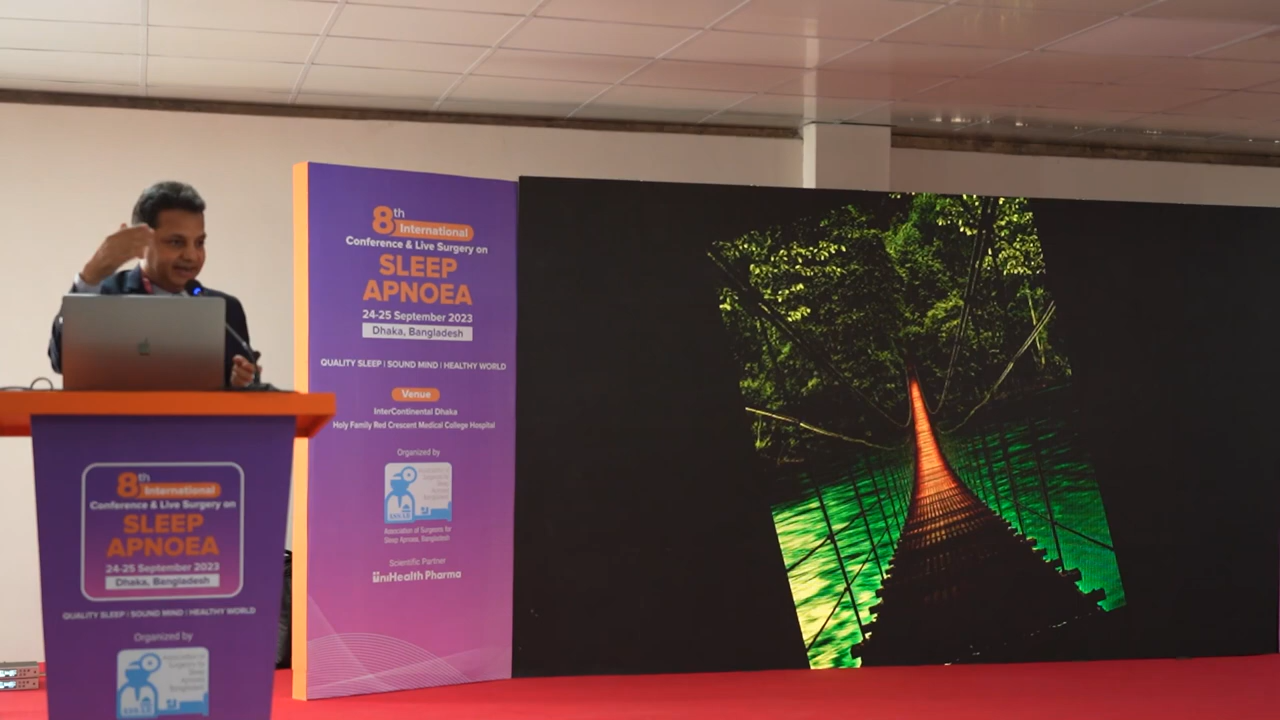 8th
International
Conference & Live Surgery on
SLEEP
APNOEA
24-25 September 2023
Dhaka, Bangladesh
QUALITY SLEEP | SOUND MIND | HEALTHY WORLD
Venue
InterContinental Dhaka
Holy Family Red Crescent Medical College Hospital
Organized by
Association of Surgeons for
Sleep Apnoea, Bangladesh
Scientific Partner
UniHealth Pharma
8th
International
Conference & Live Surgery on
SLEEP
APNOEA
24-25 September 2023
Dhaka, Bangladesh
QUALITY SLEEP | SOUND MIND | HEALTHY WORLD
Organized by